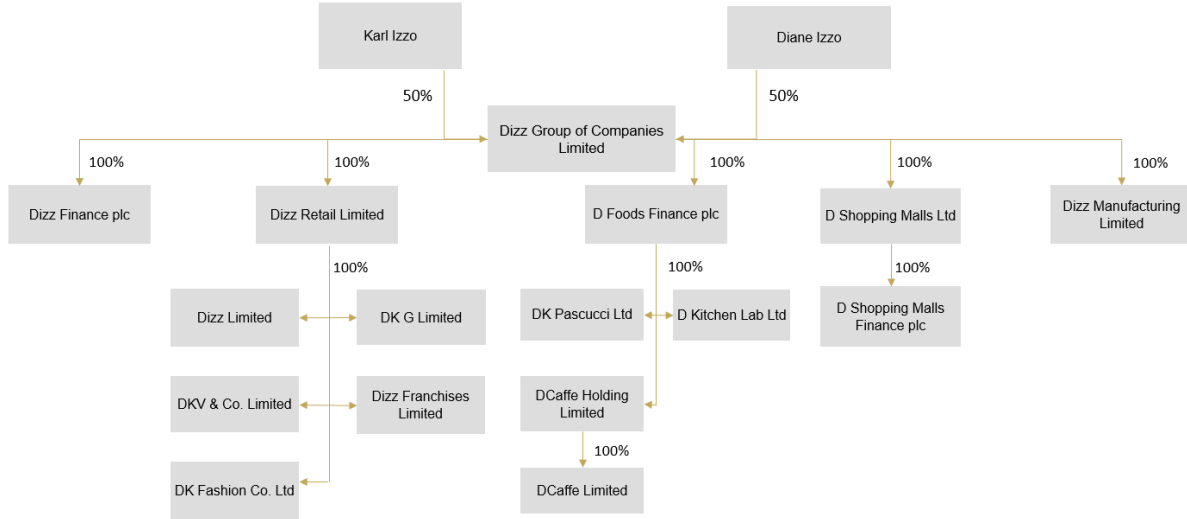 Karl Izzo
Diane Izzo
50%
50%
Dizz Group of Companies
Limited
100%
100%
100%
100%
100%
Dizz Finance plc
Dizz Retail Limited
D Foods Finance plc
D Shopping Malls Ltd
Dizz Manufacturing
Limited
100%
100%
100%
Dizz Limited
DK G Limited
DK Pascucci Ltd
D Kitchen Lab Ltd
D Shopping Malls
Finance plc
DKV & Co. Limited
Dizz Franchises
Limited
DCaffe Holding
Limited
100%
DK Fashion Co. Ltd
DCaffe Limited